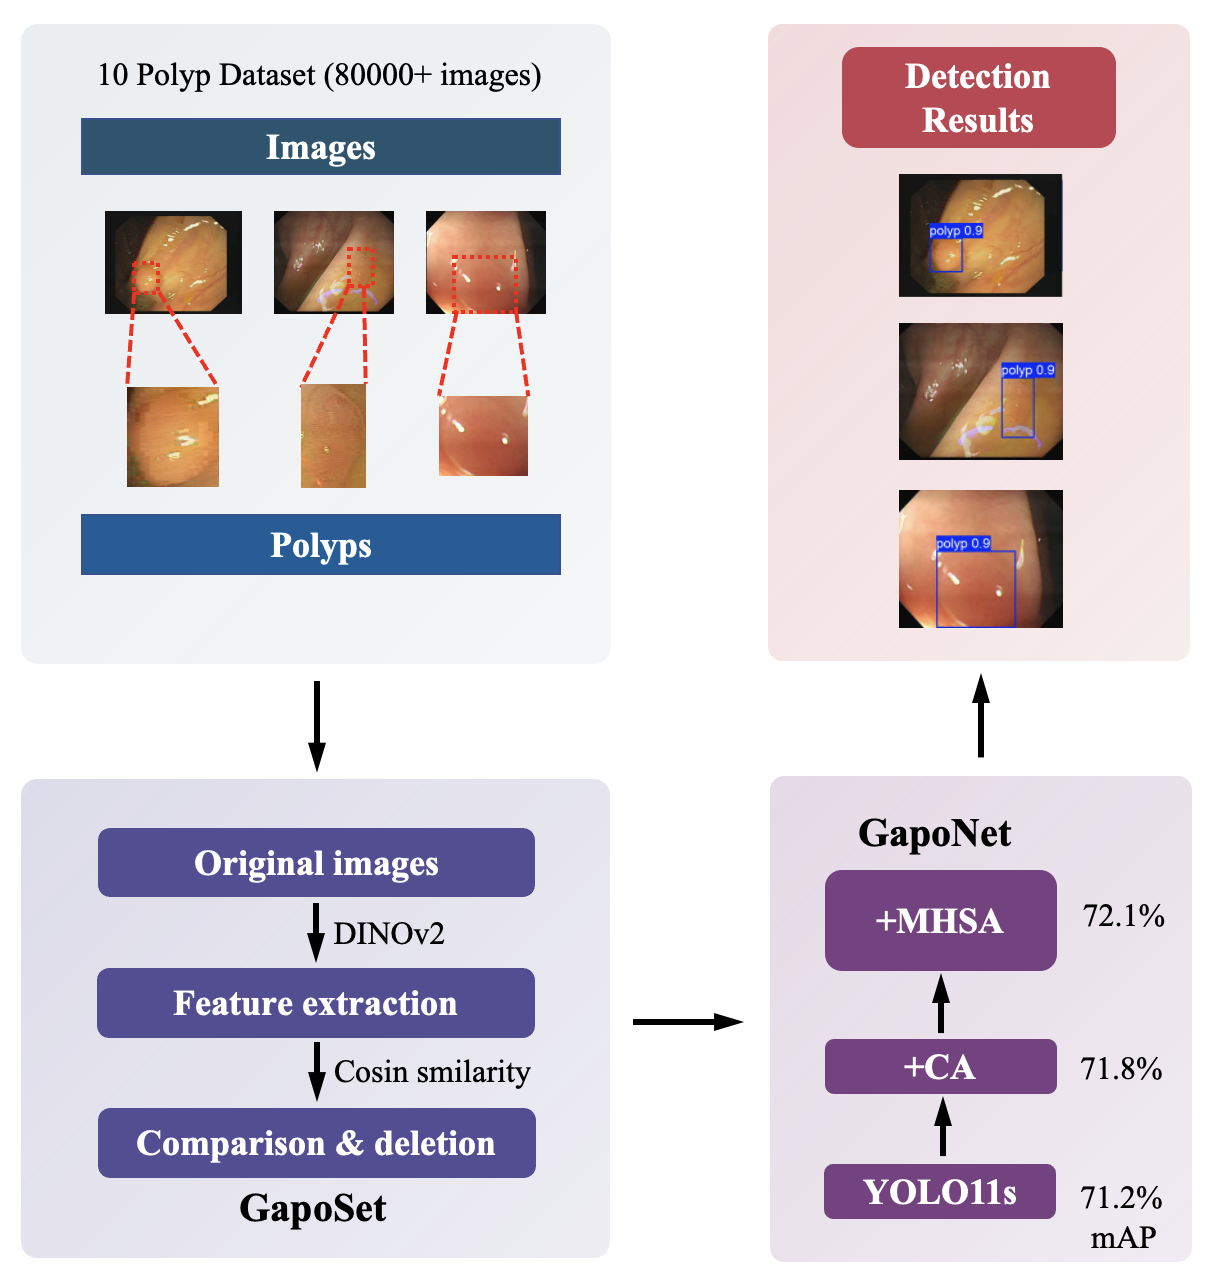 10 Polyp Dataset (80000+ images)
Images
Polyps
Original images
DINOv2
Feature extraction
Cosin smilarity
Comparison & deletion
GapoSet
GapoNet
+MHSA
72.1%
+CA
71.8%
YOLO11s
71.2%
mAP
Detection
Results
polyp 0.9
polyp 0.9
polyp 0.9